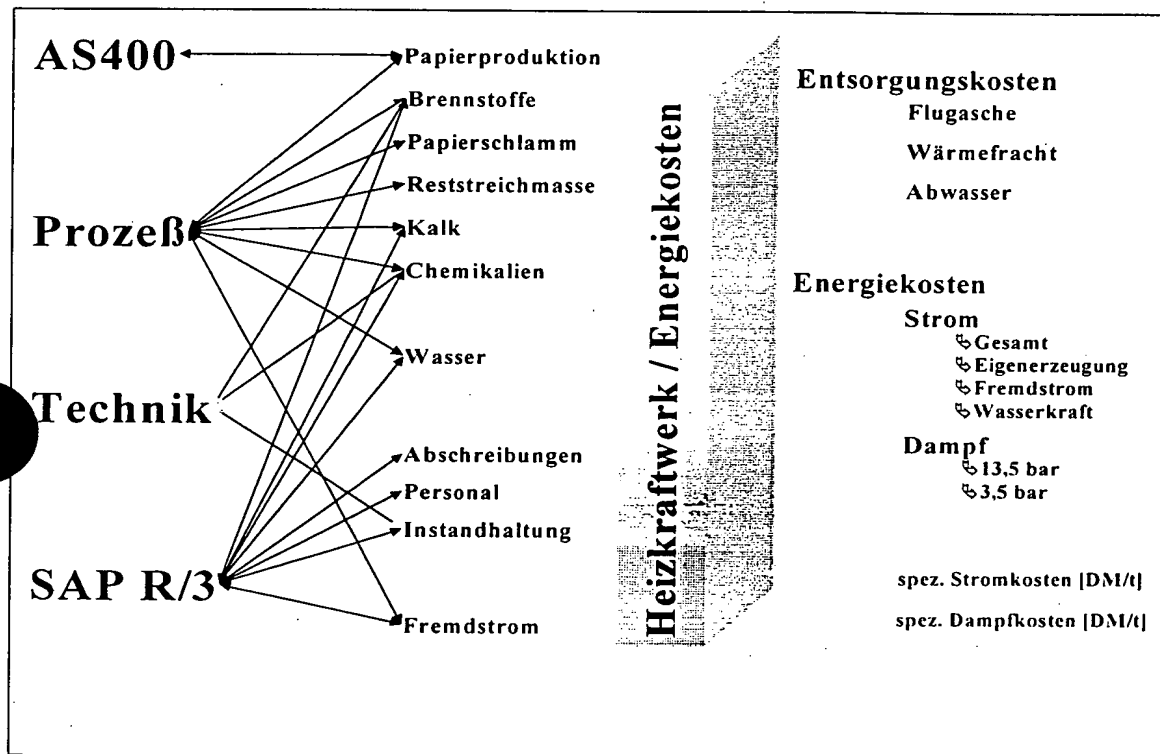 AS400
Prozeß
Technik
SAP R/3
Papierproduktion
Brennstoffe
Papierschlamm
Reststreichmasse
Kalk
Chemikalien
Wasser
Abschreibungen
Personal
Instandhaltung
Fremdstrom
Heizkraftwerk / Energiekosten
Entsorgungskosten
Flugasche
Wärmefracht
Abwasser
Energiekosten
Strom
Gesamt
Eigenerzeugung
Fremdstrom
Wasserkraft
Dampf
13,5 bar
3,5 bar
spez. Stromkosten [DM/t]
spez. Dampfkosten [DM/t]